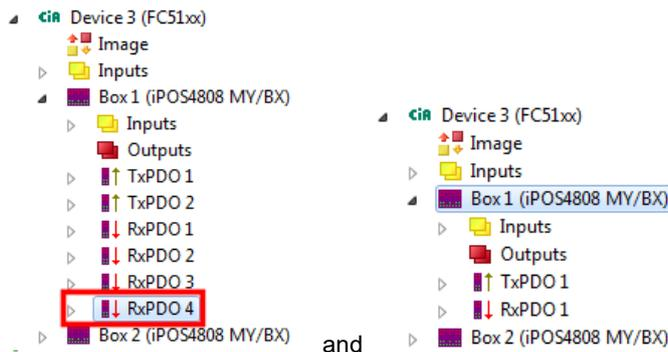 CiA Device 3 (FC51xx)
Image
Inputs
Box 1 (iPOS4808 MY/BX)
Inputs
Outputs
TxPDO 1
TxPDO 2
RxPDO 1
RxPDO 2
RxPDO 3
RxPDO 4
Box 2 (iPOS4808 MY/BX)
and
CiA Device 3 (FC51xx)
Image
Inputs
Box 1 (iPOS4808 MY/BX)
Inputs
Outputs
TxPDO 1
RxPDO 1
Box 2 (iPOS4808 MY/BX)